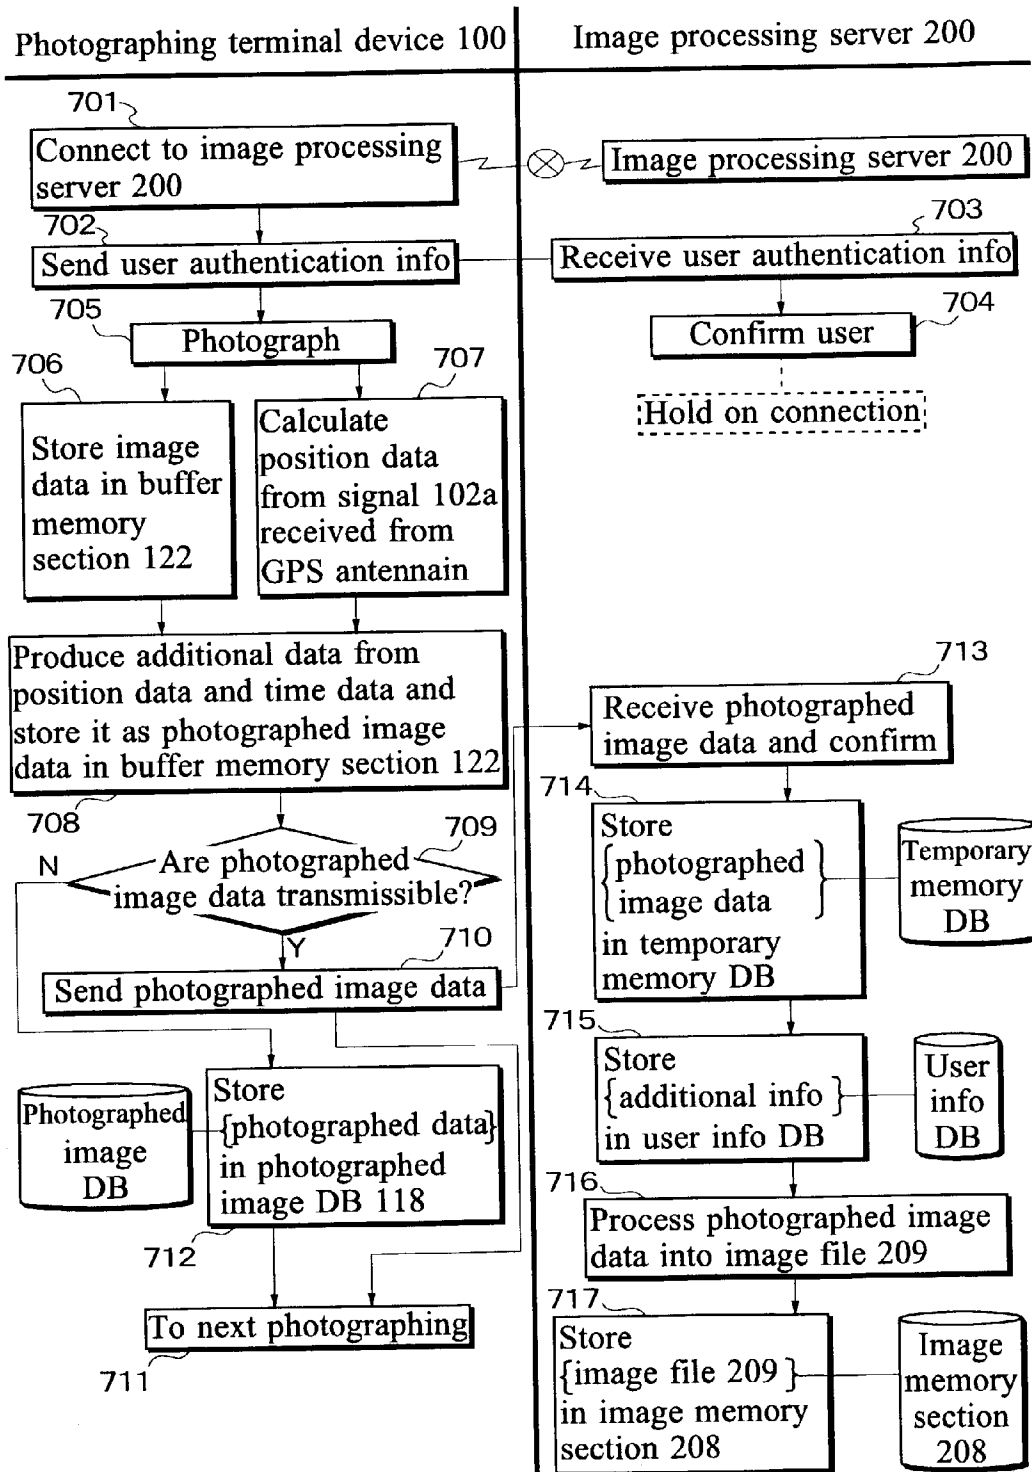 Photographing terminal device 100
Image processing server 200
701
Connect to image processing
server 200
Image processing server 200
702
Send user authentication info
703
Receive user authentication info
704
Confirm user
Hold on connection
705
Photograph
706
Store image
data in buffer
memory
section 122
707
Calculate
position data
from signal 102a
received from
GPS antennain
Produce additional data from
position data and time data and
store it as photographed image
data in buffer memory section 122
708
709
N
Are photographed
image data transmissible?
Y
710
Send photographed image data
Photographed
image
DB
Store
{photographed data}
in photographed
image DB 118
712
To next photographing
711
713
Receive photographed
image data and confirm
714
Store
photographed
image data
in temporary
memory DB
Temporary
memory
DB
715
Store
{additional info}
in user info DB
User
info
DB
716
Process photographed image
data into image file 209
717
Store
{image file 209 }
in image memory
section 208
Image
memory
section
208